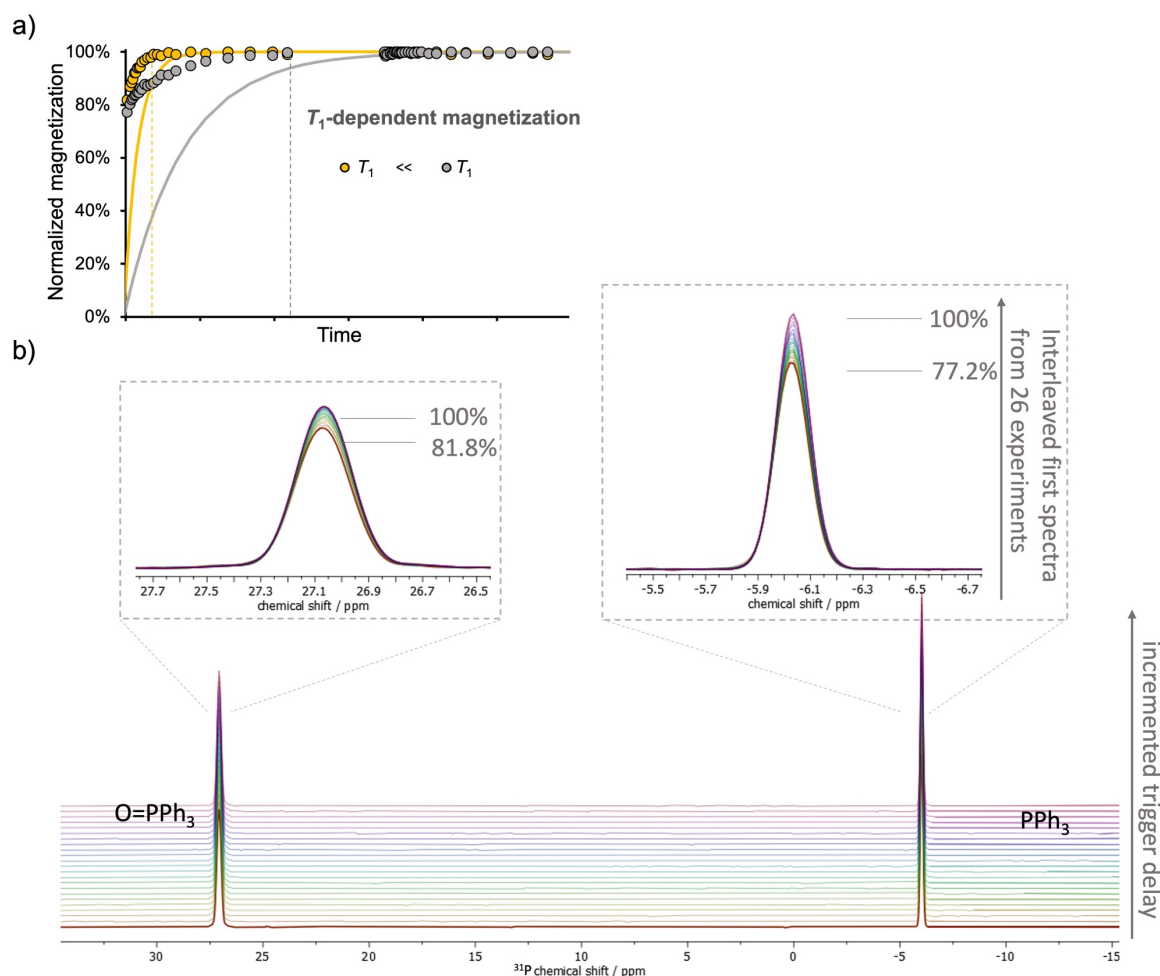 a)
Normalized magnetization
100%
80%
60%
40%
20%
0%
T1-dependent magnetization
T1 << T1
Time
b)
100%
81.8%
27.7 27.5 27.3 27.1 26.9 26.7 26.5
chemical shift / ppm
100%
77.2%
-5.5 -5.7 -5.9 -6.1 -6.3 -6.5 -6.7
chemical shift / ppm
Interleaved first spectra
from 26 experiments
O=PPh3
PPh3
incremented trigger delay
30 25 20 15 10 5 0 -5 -10 -15
31P chemical shift / ppm